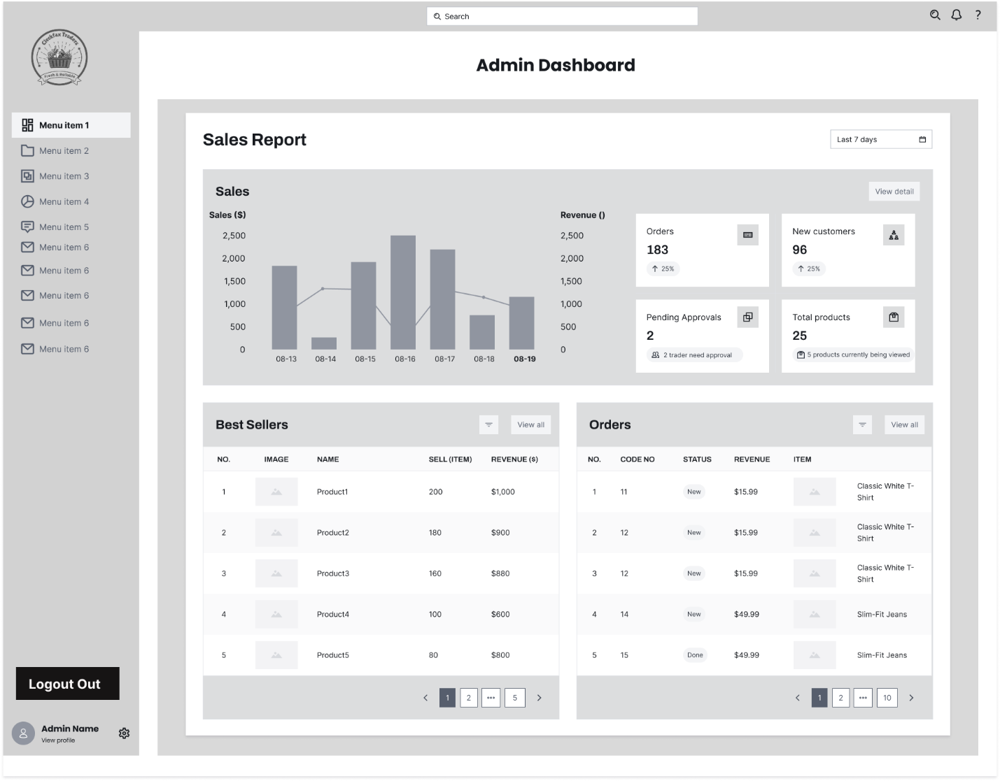 Search
?
Cleckfax Traders
Fresh & Reliable
Admin Dashboard
Menu item 1
Menu item 2
Menu item 3
Menu item 4
Menu item 5
Menu item 6
Menu item 6
Menu item 6
Menu item 6
Menu item 6
Logout Out
Admin Name
View profile
Sales Report
Last 7 days
Sales
View detail
Sales ($)
2,500
2,000
1,500
1,000
500
0
08-13 08-14 08-15 08-16 08-17 08-18 08-19
Revenue ()
2,500
2,000
1,500
1,000
500
0
Orders
183
25%
New customers
96
25%
Pending Approvals
2
2 trader need approval
Total products
25
5 products currently being viewed
Best Sellers
View all
NO. IMAGE NAME SELL (ITEM) REVENUE ($)
1 Product1 200 $1,000
2 Product2 180 $900
3 Product3 160 $880
4 Product4 100 $600
5 Product5 80 $800
1 2 ••• 5
Orders
View all
NO. CODE NO STATUS REVENUE ITEM
1 11 New $15.99 Classic White T-
Shirt
2 12 New $15.99 Classic White T-
Shirt
3 12 New $15.99 Classic White T-
Shirt
4 14 New $49.99 Slim-Fit Jeans
5 15 Done $49.99 Slim-Fit Jeans
1 2 ••• 10